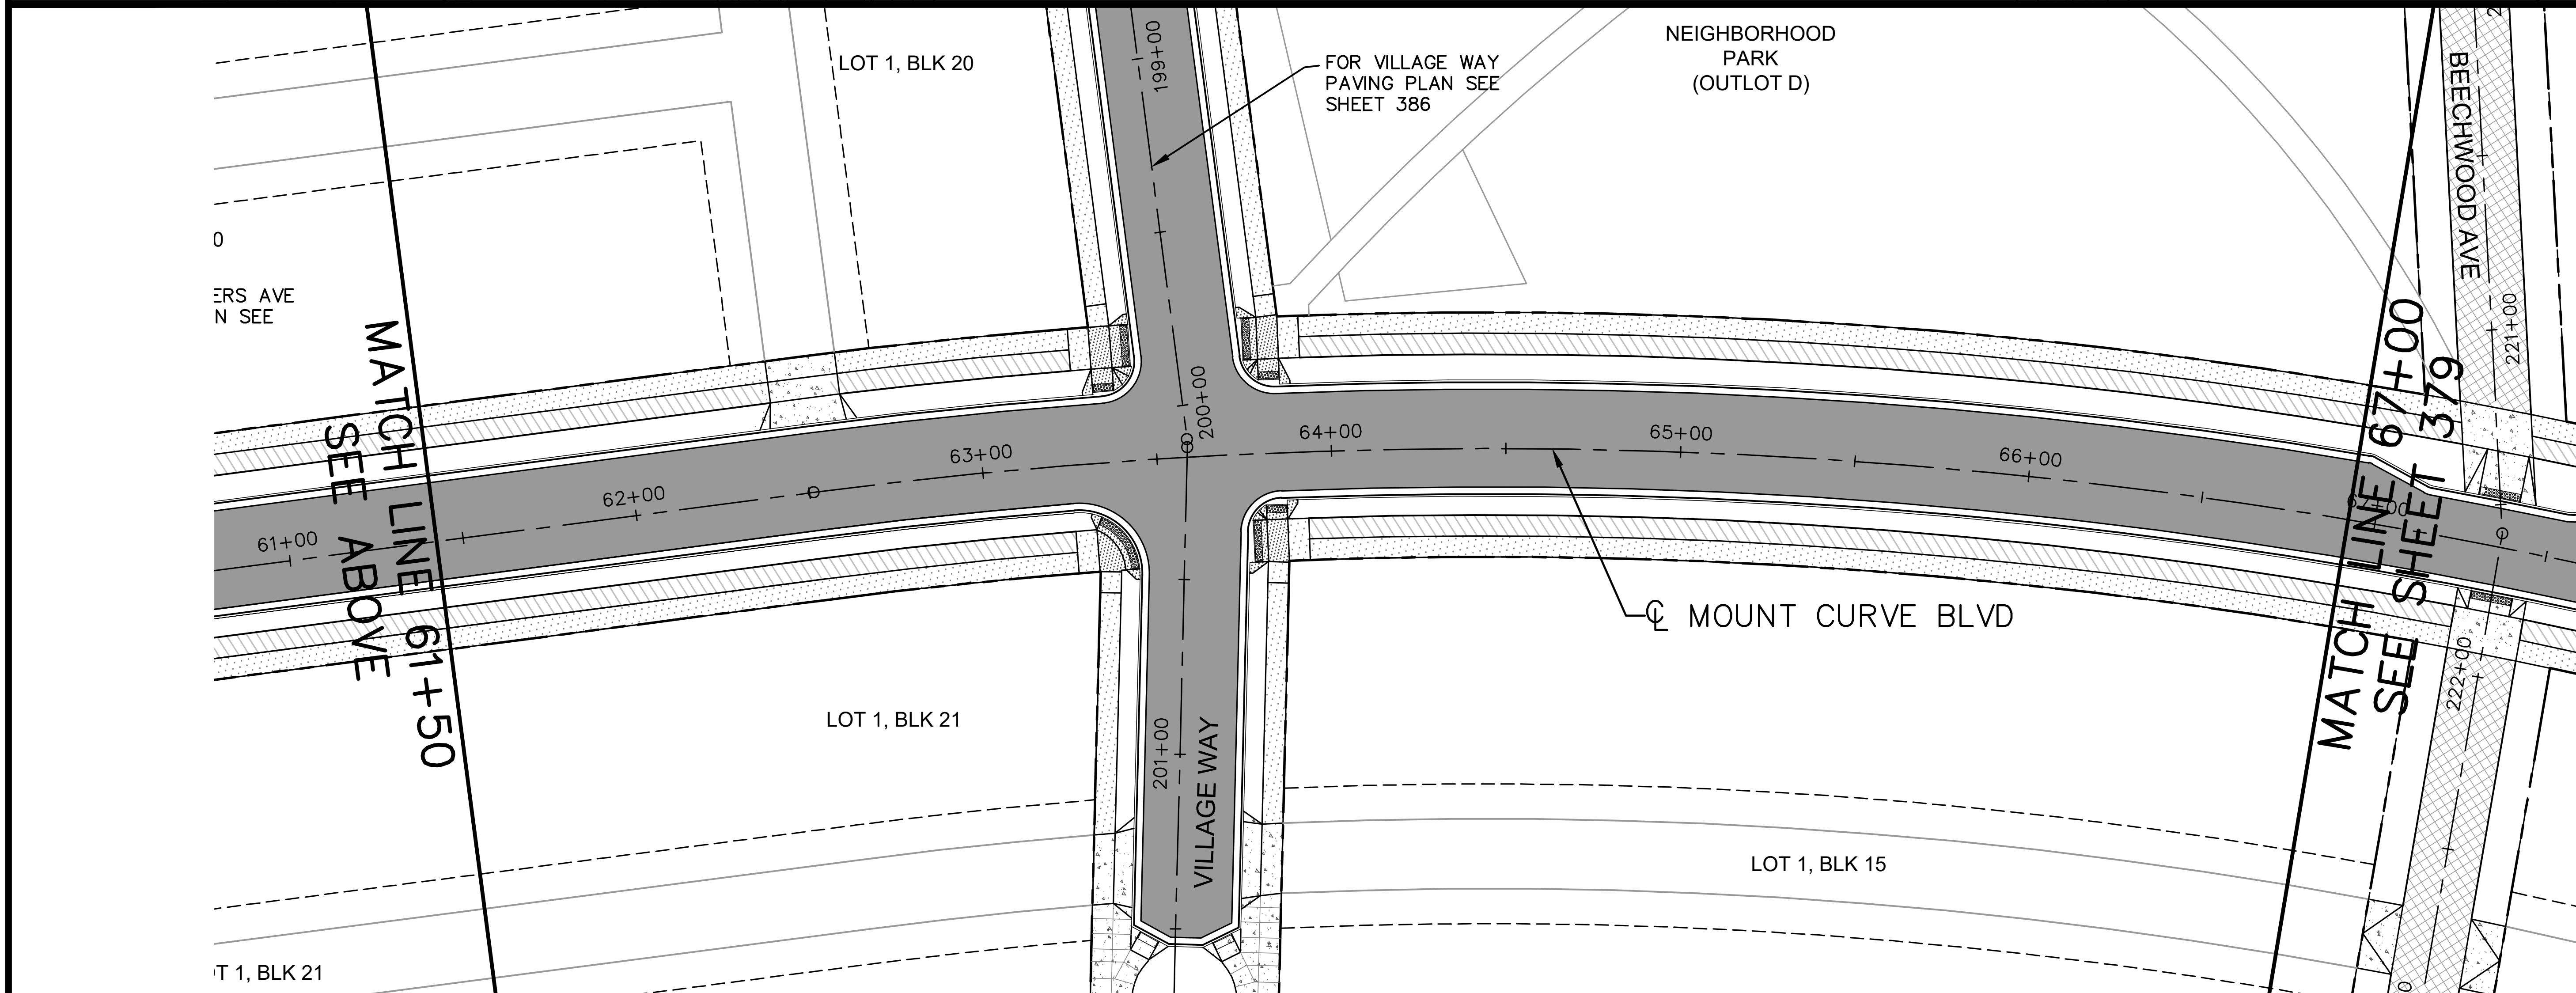 LOT 1, BLK 20
199+00
FOR VILLAGE WAY
PAVING PLAN SEE
SHEET 386
NEIGHBORHOOD
PARK
(OUTLOT D)
BEECHWOOD AVE
221+00
0
ERS AVE
N SEE
MATCH LINE 61+50
SEE ABOVE
61+00
62+00
63+00
200+00
64+00
65+00
66+00
67+00
MATCH LINE 67+00
SEE SHEET 379
℄ MOUNT CURVE BLVD
222+00
LOT 1, BLK 21
201+00
VILLAGE WAY
LOT 1, BLK 15
T 1, BLK 21